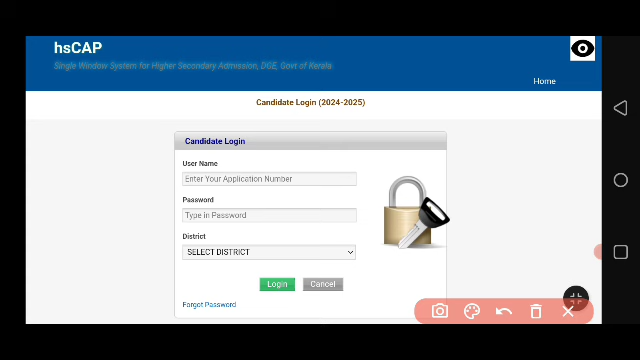 hsCAP
Single Window System for Higher Secondary Admission, DGE, Govt of Kerala
Home
Candidate Login (2024-2025)
Candidate Login
User Name
Enter Your Application Number
Password
Type in Password
District
SELECT DISTRICT
Login Cancel
Forgot Password